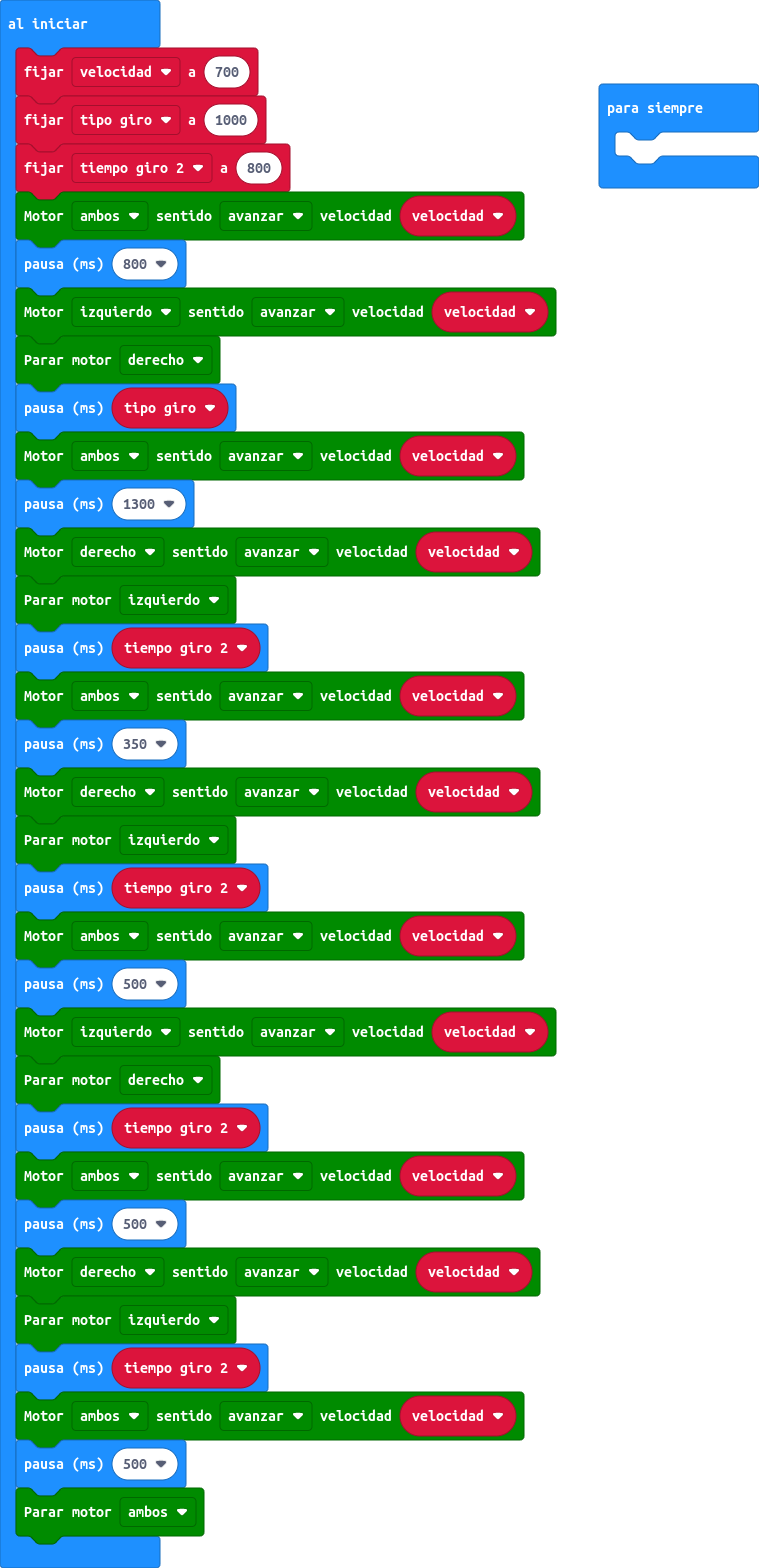 al iniciar
fijar velocidad a 700
para siempre
fijar tipo giro a 1000
fijar tiempo giro 2 a 800
Motor ambos sentido avanzar velocidad velocidad
pausa (ms) 800
Motor izquierdo sentido avanzar velocidad velocidad
Parar motor derecho
pausa (ms) tipo giro
Motor ambos sentido avanzar velocidad velocidad
pausa (ms) 1300
Motor derecho sentido avanzar velocidad velocidad
Parar motor izquierdo
pausa (ms) tiempo giro 2
Motor ambos sentido avanzar velocidad velocidad
pausa (ms) 350
Motor derecho sentido avanzar velocidad velocidad
Parar motor izquierdo
pausa (ms) tiempo giro 2
Motor ambos sentido avanzar velocidad velocidad
pausa (ms) 500
Motor izquierdo sentido avanzar velocidad velocidad
Parar motor derecho
pausa (ms) tiempo giro 2
Motor ambos sentido avanzar velocidad velocidad
pausa (ms) 500
Motor derecho sentido avanzar velocidad velocidad
Parar motor izquierdo
pausa (ms) tiempo giro 2
Motor ambos sentido avanzar velocidad velocidad
pausa (ms) 500
Parar motor ambos